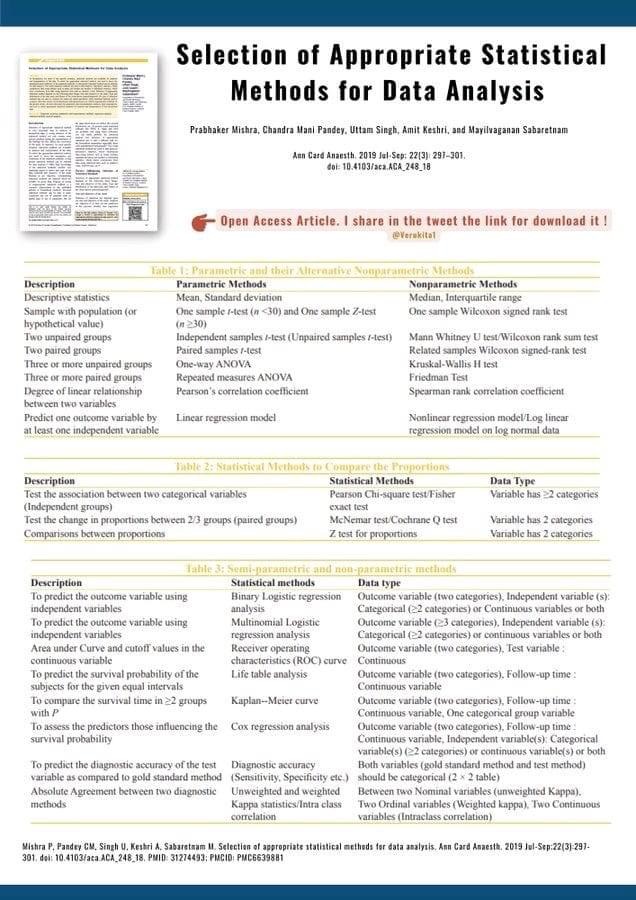 Selection of Appropriate Statistical
Methods for Data Analysis
Prabhaker Mishra, Chandra Mani Pandey, Uttam Singh, Amit Keshri, and Mayilvaganan Sabaretnam
Ann Card Anaesth. 2019 Jul-Sep; 22(3): 297–301.
doi: 10.4103/aca.ACA_248_18
Open Access Article. I share in the tweet the link for download it !
@Verukita1
Table 1: Parametric and their Alternative Nonparametric Methods
Description Parametric Methods Nonparametric Methods
Descriptive statistics Mean, Standard deviation Median, Interquartile range
Sample with population (or One sample t-test (n <30) and One sample Z-test One sample Wilcoxon signed rank test
hypothetical value) (n ≥30)
Two unpaired groups Independent samples t-test (Unpaired samples t-test) Mann Whitney U test/Wilcoxon rank sum test
Two paired groups Paired samples t-test Related samples Wilcoxon signed-rank test
Three or more unpaired groups One-way ANOVA Kruskal-Wallis H test
Three or more paired groups Repeated measures ANOVA Friedman Test
Degree of linear relationship Pearson's correlation coefficient Spearman rank correlation coefficient
between two variables
Predict one outcome variable by Linear regression model Nonlinear regression model/Log linear
at least one independent variable regression model on log normal data
Table 2: Statistical Methods to Compare the Proportions
Description Statistical Methods Data Type
Test the association between two categorical variables Pearson Chi-square test/Fisher Variable has ≥2 categories
(Independent groups) exact test
Test the change in proportions between 2/3 groups (paired groups) McNemar test/Cochrane Q test Variable has 2 categories
Comparisons between proportions Z test for proportions Variable has 2 categories
Table 3: Semi-parametric and non-parametric methods
Description Statistical methods Data type
To predict the outcome variable using Binary Logistic regression Outcome variable (two categories), Independent variable (s):
independent variables analysis Categorical (≥2 categories) or Continuous variables or both
To predict the outcome variable using Multinomial Logistic Outcome variable (≥3 categories), Independent variable (s):
independent variables regression analysis Categorical (≥2 categories) or continuous variables or both
Area under Curve and cutoff values in the Receiver operating Outcome variable (two categories), Test variable :
continuous variable characteristics (ROC) curve Continuous
To predict the survival probability of the Life table analysis Outcome variable (two categories), Follow-up time :
subjects for the given equal intervals Continuous variable
To compare the survival time in ≥2 groups Kaplan--Meier curve Outcome variable (two categories), Follow-up time :
with P Continuous variable, One categorical group variable
To assess the predictors those influencing the Cox regression analysis Outcome variable (two categories), Follow-up time :
survival probability Continuous variable, Independent variable(s): Categorical
variable(s) (≥2 categories) or continuous variable(s) or both
To predict the diagnostic accuracy of the test Diagnostic accuracy Both variables (gold standard method and test method)
variable as compared to gold standard method (Sensitivity, Specificity etc.) should be categorical (2 × 2 table)
Absolute Agreement between two diagnostic Unweighted and weighted Between two Nominal variables (unweighted Kappa),
methods Kappa statistics/Intra class Two Ordinal variables (Weighted kappa), Two Continuous
correlation variables (Intraclass correlation)
Mishra P, Pandey CM, Singh U, Keshri A, Sabaretnam M. Selection of appropriate statistical methods for data analysis. Ann Card Anaesth. 2019 Jul-Sep;22(3):297-
301. doi: 10.4103/aca.ACA_248_18. PMID: 31274493; PMCID: PMC6639881